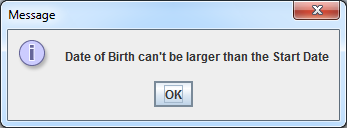 Message
Date of Birth can't be larger than the Start Date
OK